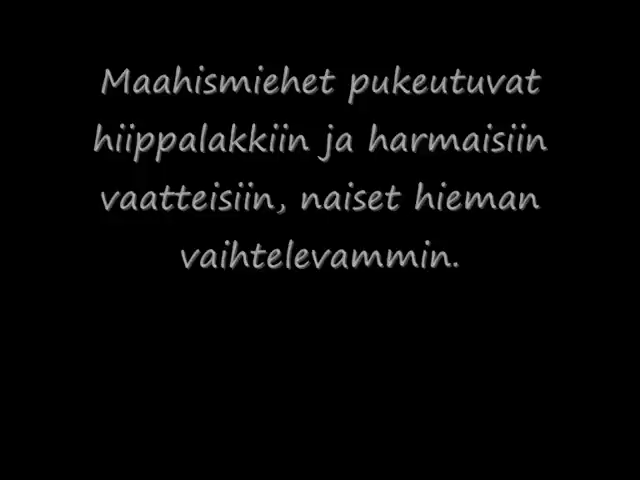 Maahismiehet pukeutuvat
hiippalakkiin ja harmaisiin
vaatteisiin, naiset hieman
vaihtelevammin.